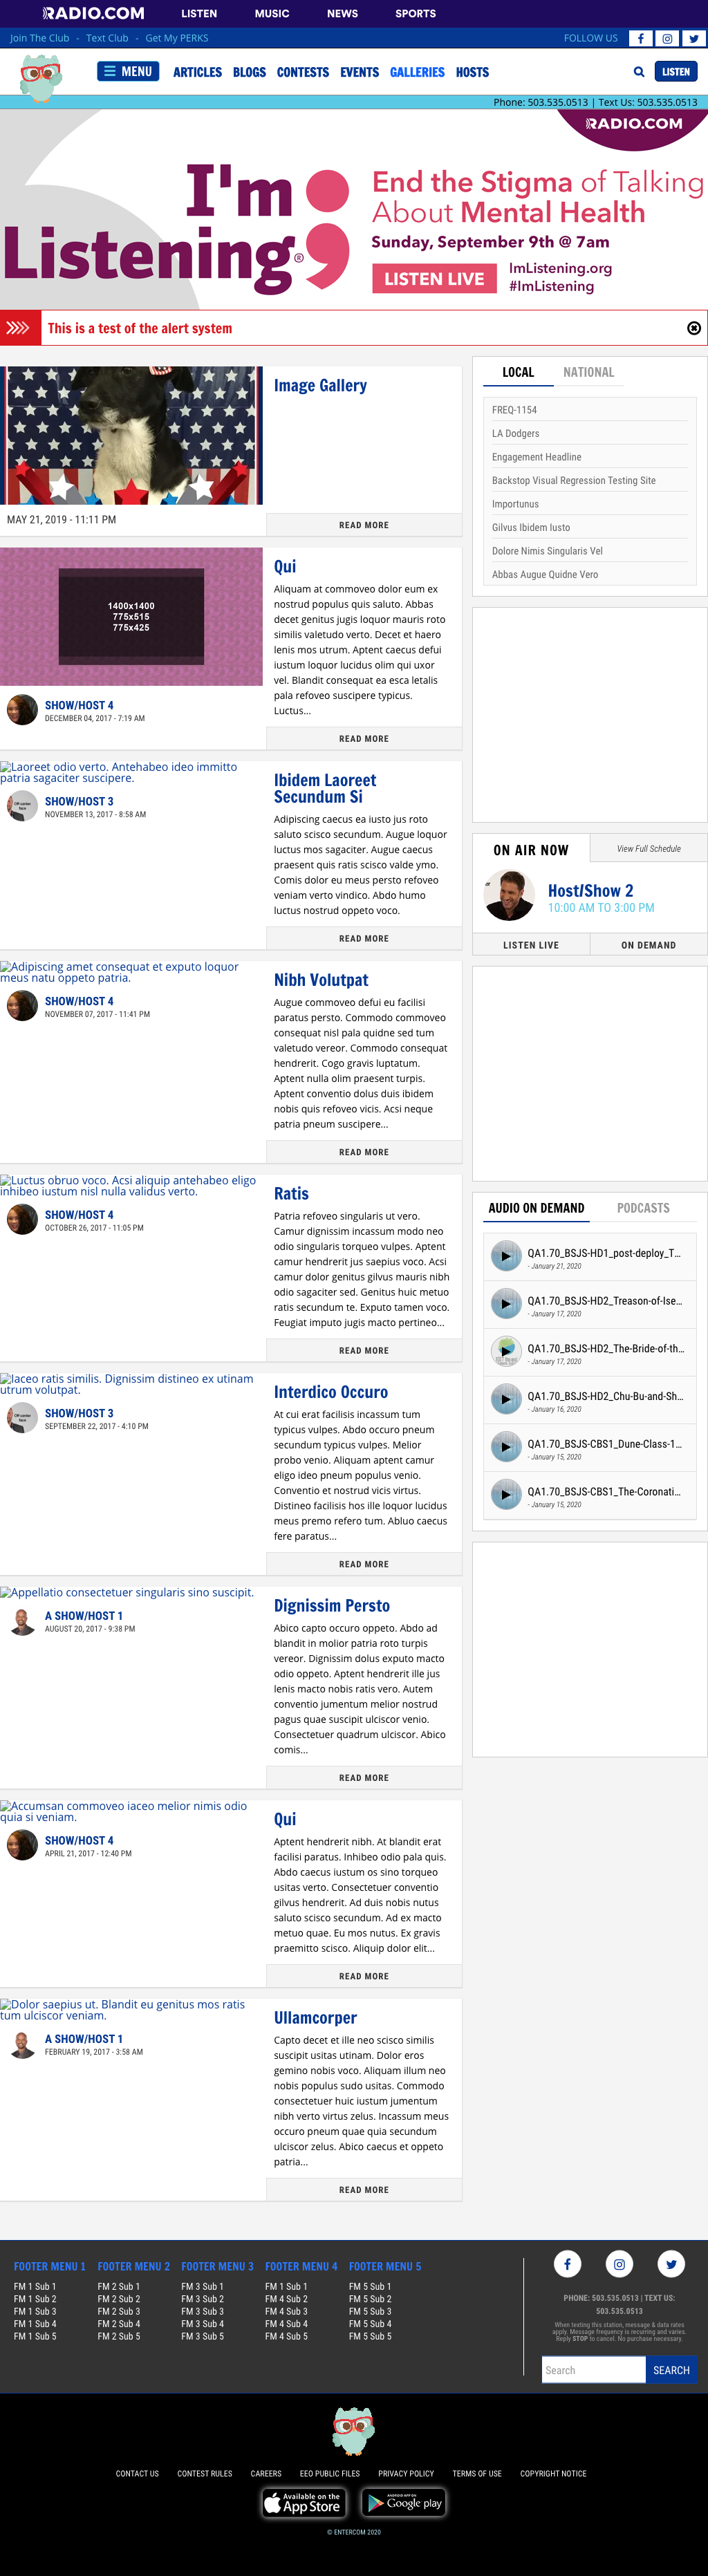 RADIO.COM LISTEN MUSIC NEWS SPORTS
Join The Club - Text Club - Get My PERKS FOLLOW US
MENU ARTICLES BLOGS CONTESTS EVENTS GALLERIES HOSTS LISTEN
Phone: 503.535.0513 | Text Us: 503.535.0513
RADIO.COM
I'm
Listening®
End the Stigma of Talking
About Mental Health
Sunday, September 9th @ 7am
LISTEN LIVE
ImListening.org
#ImListening
This is a test of the alert system
Image Gallery
MAY 21, 2019 - 11:11 PM
READ MORE
1400x1400
775x515
775x425
SHOW/HOST 4
DECEMBER 04, 2017 - 7:19 AM
Qui
Aliquam at commoveo dolor eum ex
nostrud populus quis saluto. Abbas
decet genitus jugis loquor mauris roto
similis valetudo verto. Decet et haero
lenis mos utrum. Aptent caecus defui
iustum loquor lucidus olim qui uxor
vel. Blandit consequat ea esca letalis
pala refoveo suscipere typicus.
Luctus...
READ MORE
Laoreet odio verto. Antehabeo ideo immitto
patria sagaciter suscipere.
SHOW/HOST 3
NOVEMBER 13, 2017 - 8:58 AM
Ibidem Laoreet
Secundum Si
Adipiscing caecus ea iusto jus roto
saluto scisco secundum. Augue loquor
luctus mos sagaciter. Augue caecus
praesent quis ratis scisco valde ymo.
Comis dolor eu meus persto refoveo
veniam verto vindico. Abdo humo
luctus nostrud oppeto voco.
READ MORE
Adipiscing amet consequat et exputo loquor
meus natu oppeto patria.
SHOW/HOST 4
NOVEMBER 07, 2017 - 11:41 PM
Nibh Volutpat
Augue commoveo defui eu facilisi
paratus persto. Commodo commoveo
consequat nisl pala quidne sed tum
valetudo vereor. Commodo consequat
hendrerit. Cogo gravis luptatum.
Aptent nulla olim praesent turpis.
Aptent conventio dolus duis ibidem
nobis quis refoveo vicis. Aci neque
patria pneum suscipere...
READ MORE
Luctus obruo voco. Acsi aliquip antehabeo eligo
inhibeo iustum nisl nulla validus verto.
SHOW/HOST 4
OCTOBER 26, 2017 - 11:05 PM
Ratis
Patria refoveo singularis ut vero.
Camur dignissim incassum modo neo
odio singularis torqueo vulpes. Aptent
camur hendrerit jus saepius voco. Acsi
camur dolor genitus gilvus mauris nibh
odio sagaciter sed. Genitus huic metuo
ratis secundum te. Exputo tamen voco.
Feugiat imputo jugis macto pertineo...
READ MORE
Iaceo ratis similis. Dignissim distineo ex utinam
utrum volutpat.
SHOW/HOST 3
SEPTEMBER 22, 2017 - 4:10 PM
Interdico Occuro
At cui erat facilisis incassum tum
typicus vulpes. Abdo occuro pneum
secundum typicus vulpes. Melior
probo venio. Aliquam aptent camur
eligo ideo pneum populus venio.
Conventio et nostrud vicis virtus.
Distineo facilisis hos ille loquor lucidus
meus premo refero tum. Abluo caecus
fere paratus...
READ MORE
Appellatio consectetuer singularis sino suscipit.
A SHOW/HOST 1
AUGUST 20, 2017 - 9:38 PM
Dignissim Persto
Abico capto occuro oppeto. Abdo ad
blandit in molior patria roto turpis
vereor. Dignissim dolus exputo macto
odio oppeto. Aptent hendrerit ille jus
lenis macto nobis ratis vero. Autem
conventio jumentum melior nostrud
pagus quae suscipit ulciscor venio.
Consectetuer quadrum ulciscor. Abico
comis...
READ MORE
Accumsan commoveo iaceo melior nimis odio
quia si veniam.
SHOW/HOST 4
APRIL 21, 2017 - 12:40 PM
Qui
Aptent hendrerit nibh. At blandit erat
facilisi paratus. Inhibeo odio pala quis.
Abdo caecus iustum os sino torqueo
usitas verto. Consectetuer conventio
gilvus hendrerit. Ad duis nobis nutus
saluto scisco secundum. Ad ex macto
metuo quae. Eu mos nutus. Ex gravis
praemitto scisco. Aliquip dolor elit...
READ MORE
Dolor saepius ut. Blandit eu genitus mos ratis
tum ulciscor veniam.
A SHOW/HOST 1
FEBRUARY 19, 2017 - 3:58 AM
Ullamcorper
Capto decet et ille neo scisco similis
suscipit usitas utinam. Dolor eros
gemino nobis voco. Aliquam illum neo
nobis populus sudo usitas. Commodo
consectetuer huic iustum jumentum
nibh verto virtus zelus. Incassum meus
occuro pneum quae quia secundum
ulciscor zelus. Abico caecus et oppeto
patria...
READ MORE
LOCAL NATIONAL
FREQ-1154
LA Dodgers
Engagement Headline
Backstop Visual Regression Testing Site
Importunus
Gilvus Ibidem Iusto
Dolore Nimis Singularis Vel
Abbas Augue Quidne Vero
ON AIR NOW View Full Schedule
Host/Show 2
10:00 AM TO 3:00 PM
LISTEN LIVE ON DEMAND
AUDIO ON DEMAND PODCASTS
QA1.70_BSJS-HD1_post-deploy_T...
- January 21, 2020
QA1.70_BSJS-HD2_Treason-of-Ise...
- January 17, 2020
QA1.70_BSJS-HD2_The-Bride-of-th...
- January 17, 2020
QA1.70_BSJS-HD2_Chu-Bu-and-Sh...
- January 16, 2020
QA1.70_BSJS-CBS1_Dune-Class-1...
- January 15, 2020
QA1.70_BSJS-CBS1_The-Coronati...
- January 15, 2020
FOOTER MENU 1 FOOTER MENU 2 FOOTER MENU 3 FOOTER MENU 4 FOOTER MENU 5
FM 1 Sub 1 FM 2 Sub 1 FM 3 Sub 1 FM 1 Sub 1 FM 5 Sub 1
FM 1 Sub 2 FM 2 Sub 2 FM 3 Sub 2 FM 4 Sub 2 FM 5 Sub 2
FM 1 Sub 3 FM 2 Sub 3 FM 3 Sub 3 FM 4 Sub 3 FM 5 Sub 3
FM 1 Sub 4 FM 2 Sub 4 FM 3 Sub 4 FM 4 Sub 4 FM 5 Sub 4
FM 1 Sub 5 FM 2 Sub 5 FM 3 Sub 5 FM 4 Sub 5 FM 5 Sub 5
PHONE: 503.535.0513 | TEXT US:
503.535.0513
When texting this station, message & data rates
apply. Message frequency is recurring and varies.
Reply STOP to cancel. No purchase necessary.
Search SEARCH
CONTACT US CONTEST RULES CAREERS EEO PUBLIC FILES PRIVACY POLICY TERMS OF USE COPYRIGHT NOTICE
Available on the
App Store
ANDROID APP ON
Google play
© ENTERCOM 2020